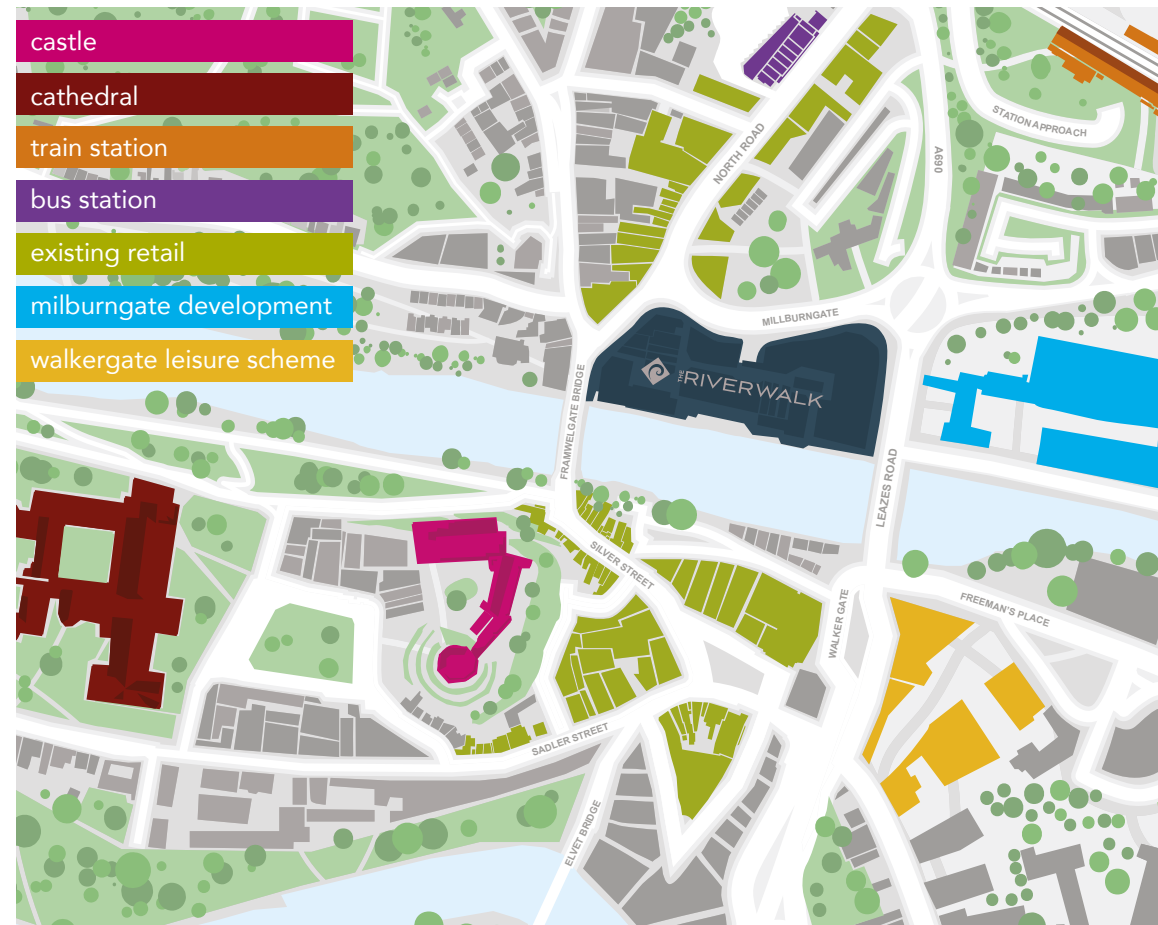 castle
cathedral
train station
bus station
existing retail
milburngate development
walkergate leisure scheme
STATION APPROACH
A690
NORTH ROAD
MILLBURNGATE
THE RIVERWALK
FRAMWELGATE BRIDGE
LEAZES ROAD
SILVER STREET
FREEMAN'S PLACE
WALKER GATE
SADLER STREET
ELVET BRIDGE